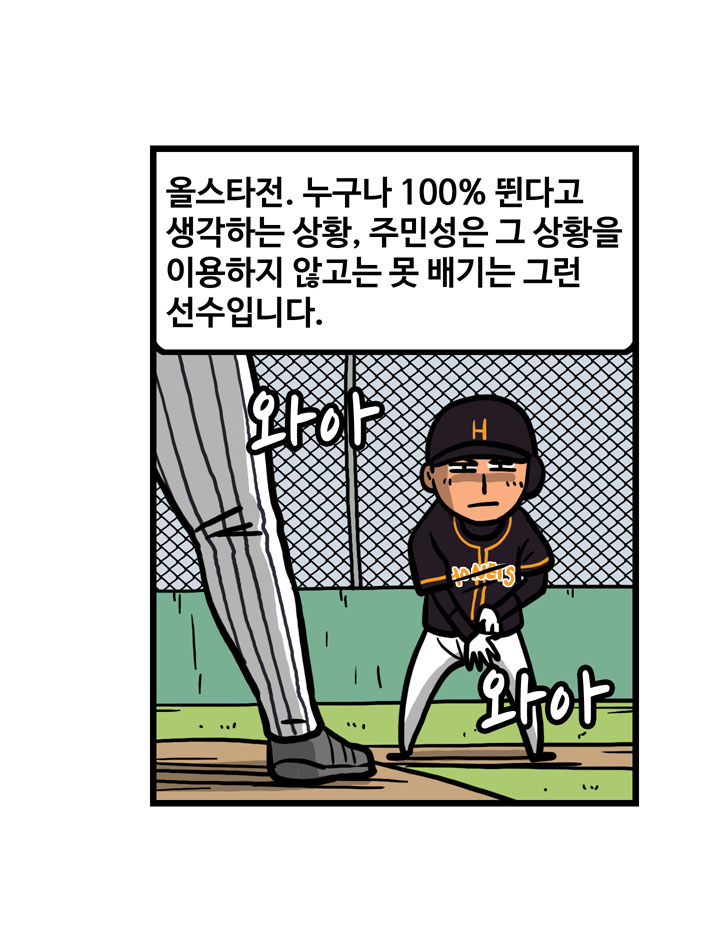 올스타전. 누구나 100% 뛴다고
생각하는 상황, 주민성은 그 상황을
이용하지 않고는 못 배기는 그런
선수입니다.
와아
H
와아